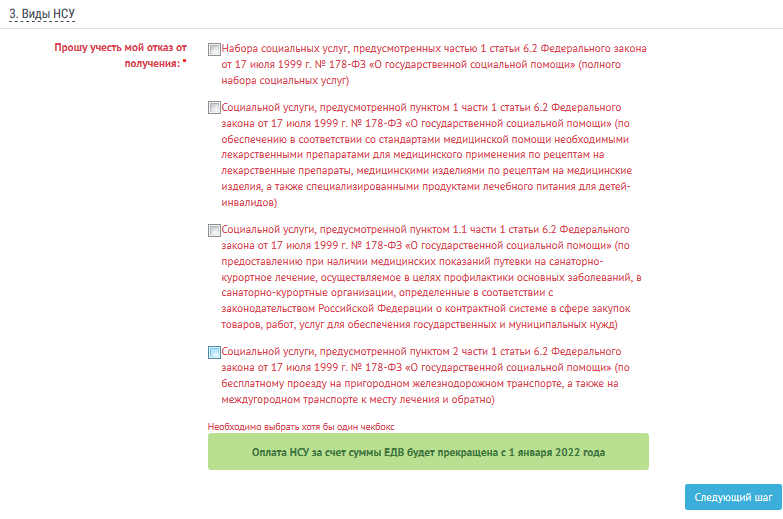 3. Виды НСУ
Прошу учесть мой отказ от
получения: *
Набора социальных услуг, предусмотренных частью 1 статьи 6.2 Федерального закона
от 17 июля 1999 г. № 178-ФЗ «О государственной социальной помощи» (полного
набора социальных услуг)
Социальной услуги, предусмотренной пунктом 1 части 1 статьи 6.2 Федерального
закона от 17 июля 1999 г. № 178-ФЗ «О государственной социальной помощи» (по
обеспечению в соответствии со стандартами медицинской помощи необходимыми
лекарственными препаратами для медицинского применения по рецептам на
лекарственные препараты, медицинскими изделиями по рецептам на медицинские
изделия, а также специализированными продуктами лечебного питания для детей-
инвалидов)
Социальной услуги, предусмотренной пунктом 1.1 части 1 статьи 6.2 Федерального
закона от 17 июля 1999 г. № 178-ФЗ «О государственной социальной помощи» (по
предоставлению при наличии медицинских показаний путевки на санаторно-
курортное лечение, осуществляемое в целях профилактики основных заболеваний, в
санаторно-курортные организации, определенные в соответствии с
законодательством Российской Федерации о контрактной системе в сфере закупок
товаров, работ, услуг для обеспечения государственных и муниципальных нужд)
Социальной услуги, предусмотренной пунктом 2 части 1 статьи 6.2 Федерального
закона от 17 июля 1999 г. № 178-ФЗ «О государственной социальной помощи» (по
бесплатному проезду на пригородном железнодорожном транспорте, а также на
междугородном транспорте к месту лечения и обратно)
Необходимо выбрать хотя бы один чекбокс
Оплата НСУ за счет суммы ЕДВ будет прекращена с 1 января 2022 года
Следующий шаг